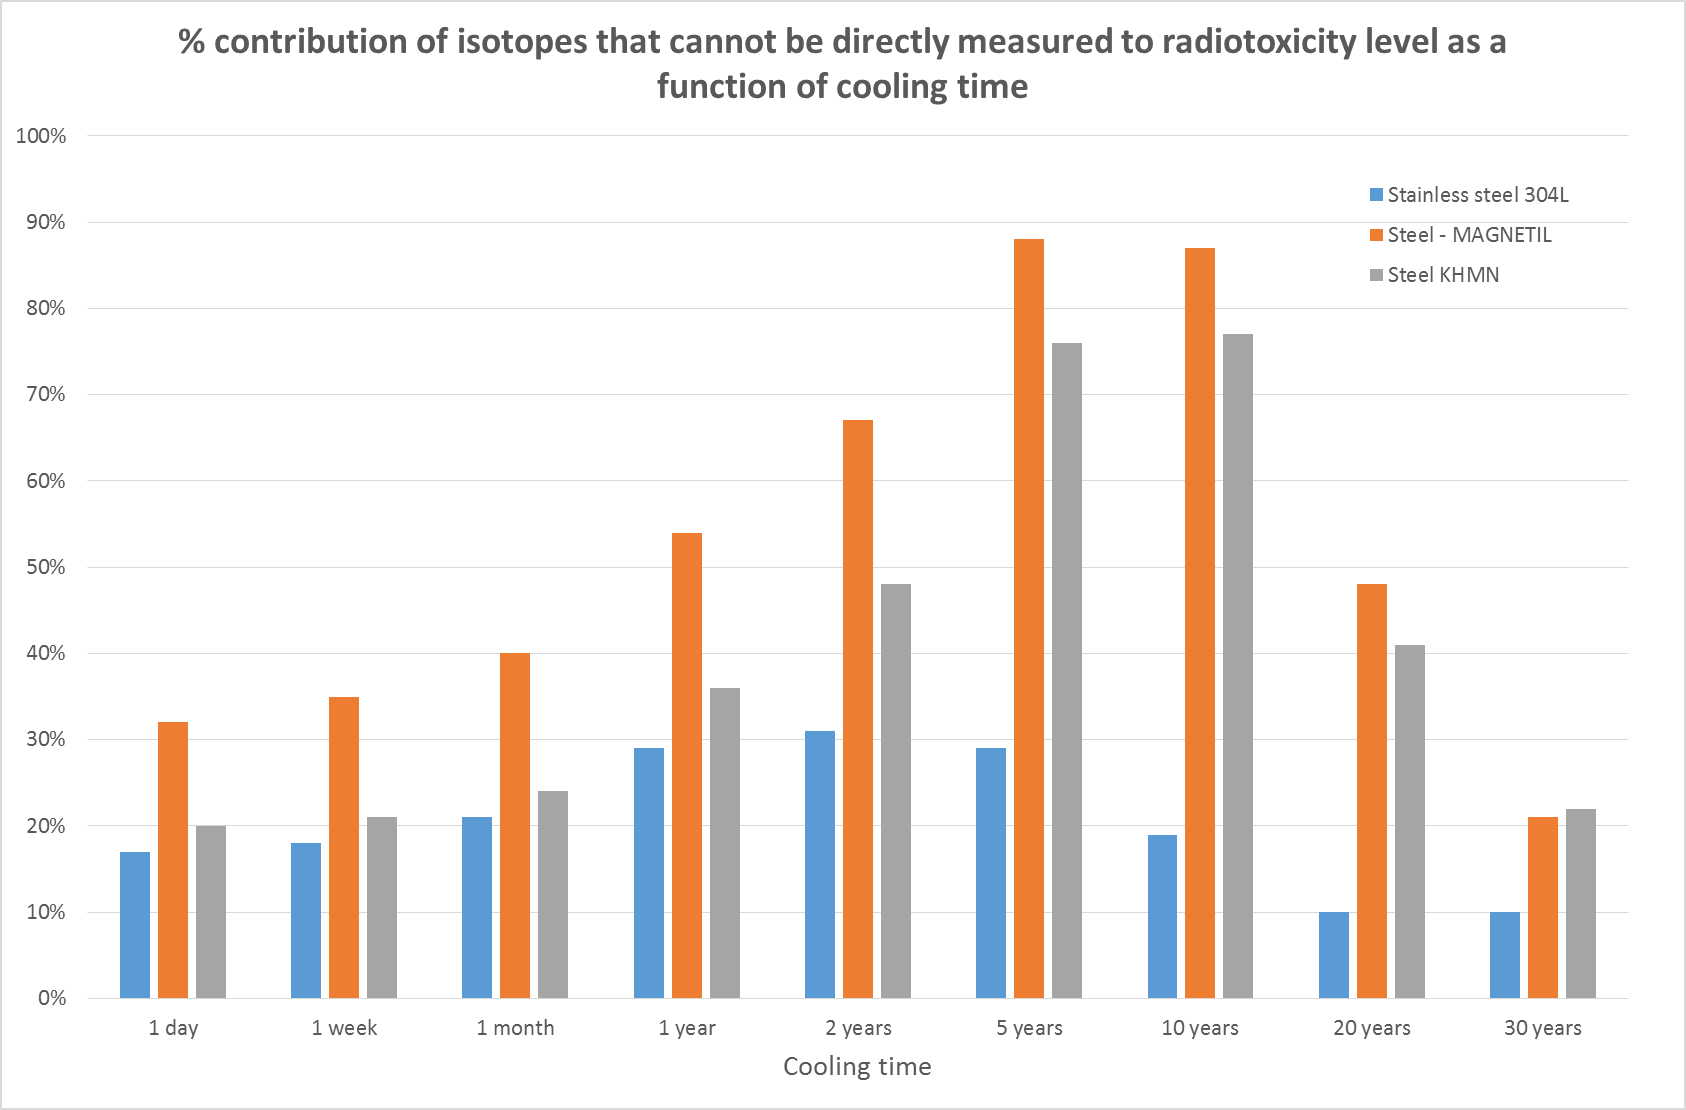 % contribution of isotopes that cannot be directly measured to radiotoxicity level as a
function of cooling time
100%
90%
80%
70%
60%
50%
40%
30%
20%
10%
0%
Stainless steel 304L
Steel - MAGNETIL
Steel KHMN
1 day 1 week 1 month 1 year 2 years 5 years 10 years 20 years 30 years
Cooling time